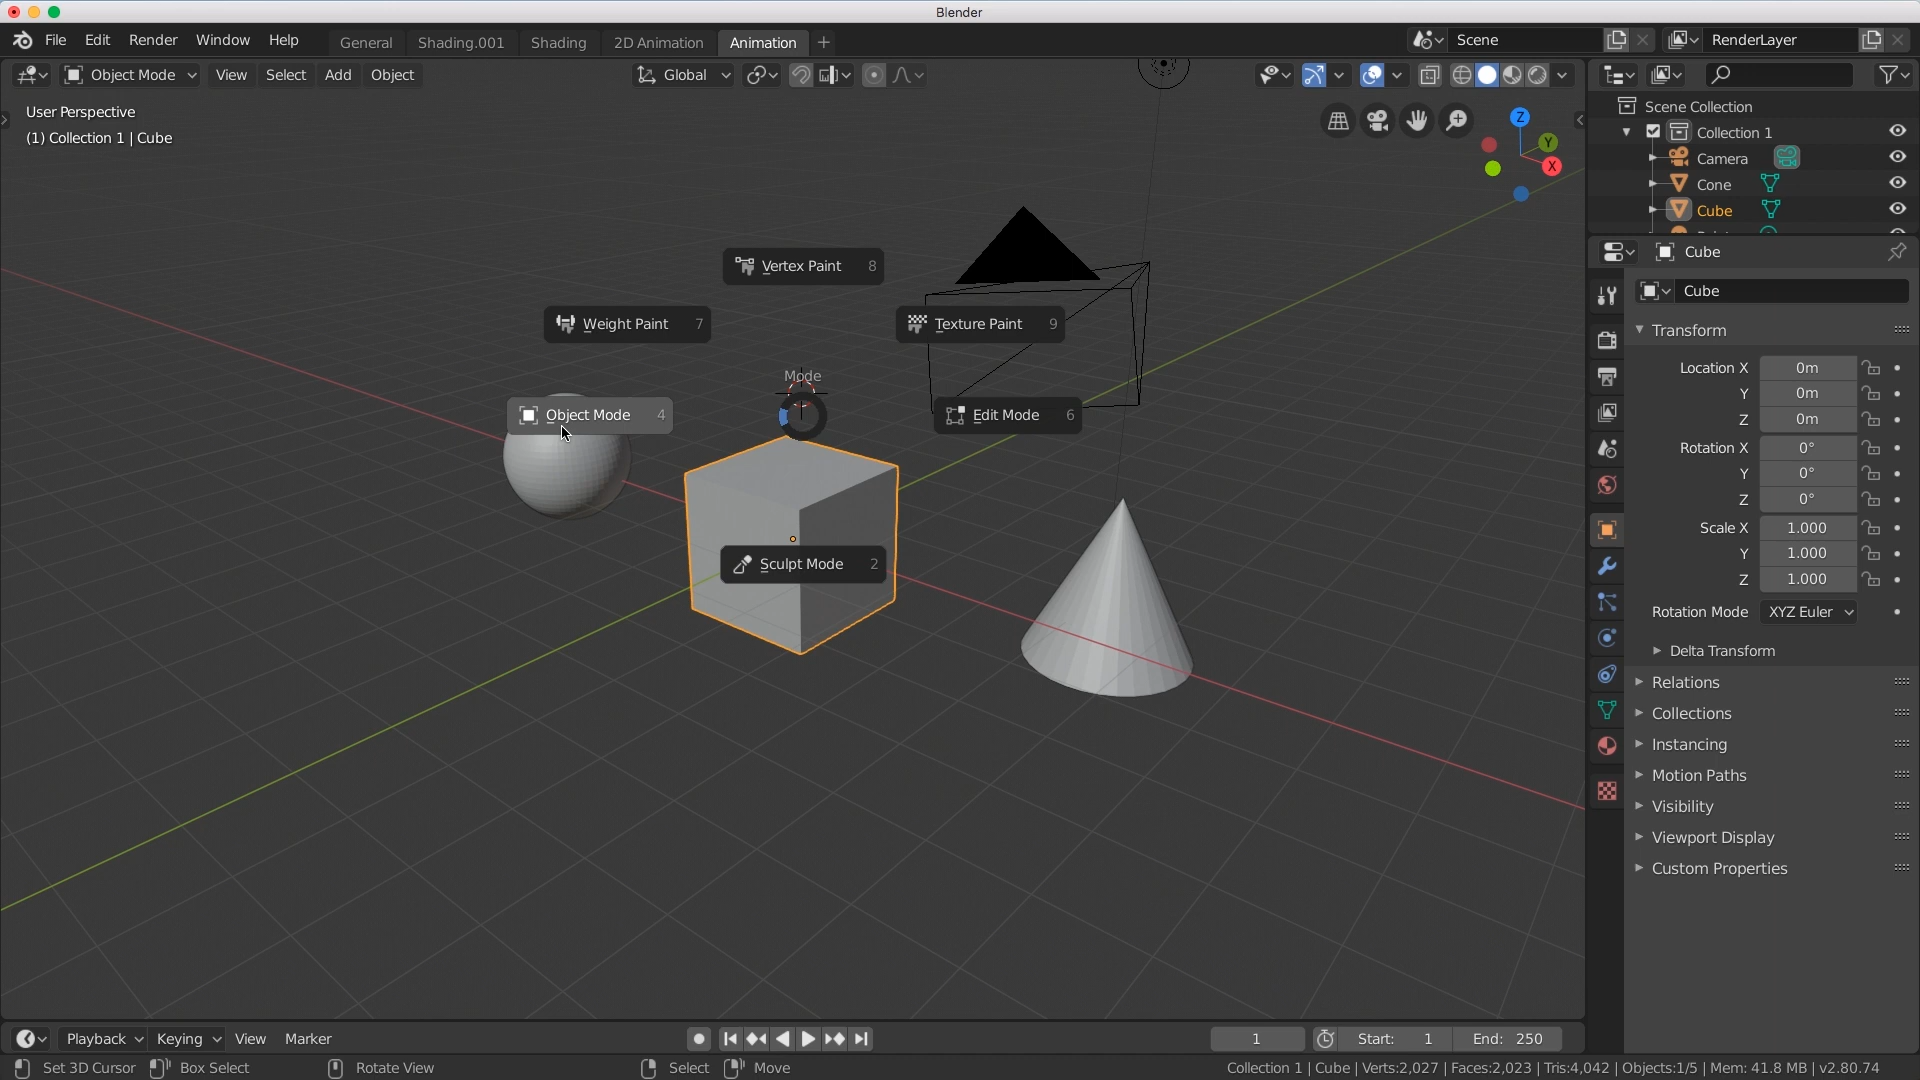 Blender
File Edit Render Window Help General Shading.001 Shading 2D Animation Animation + Scene RenderLayer
Object Mode View Select Add Object Global
User Perspective
(1) Collection 1 | Cube
Z
Y
X
Vertex Paint 8
Weight Paint 7
Texture Paint 9
Mode
Object Mode 4
Edit Mode 6
Sculpt Mode 2
Scene Collection
Collection 1
Camera
Cone
Cube
Cube
Cube
Transform
Location X 0m
Y 0m
Z 0m
Rotation X 0°
Y 0°
Z 0°
Scale X 1.000
Y 1.000
Z 1.000
Rotation Mode XYZ Euler
Delta Transform
Relations
Collections
Instancing
Motion Paths
Visibility
Viewport Display
Custom Properties
Playback Keying View Marker 1 Start: 1 End: 250
Set 3D Cursor Box Select Rotate View Select Move Collection 1 | Cube | Verts:2,027 | Faces:2,023 | Tris:4,042 | Objects:1/5 | Mem: 41.8 MB | v2.80.74